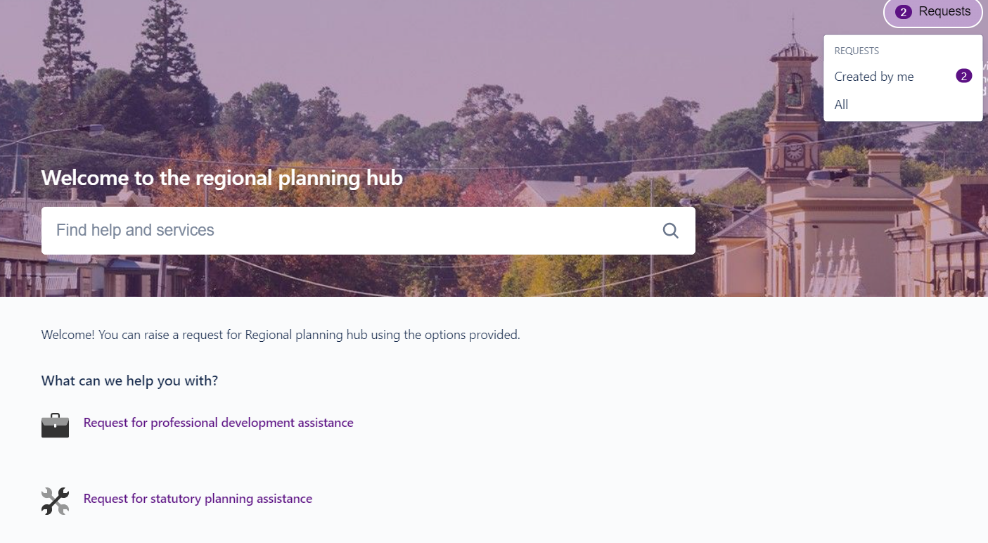 2 Requests
REQUESTS
Created by me 2
All
Welcome to the regional planning hub
Find help and services
Welcome! You can raise a request for Regional planning hub using the options provided.
What can we help you with?
Request for professional development assistance
Request for statutory planning assistance